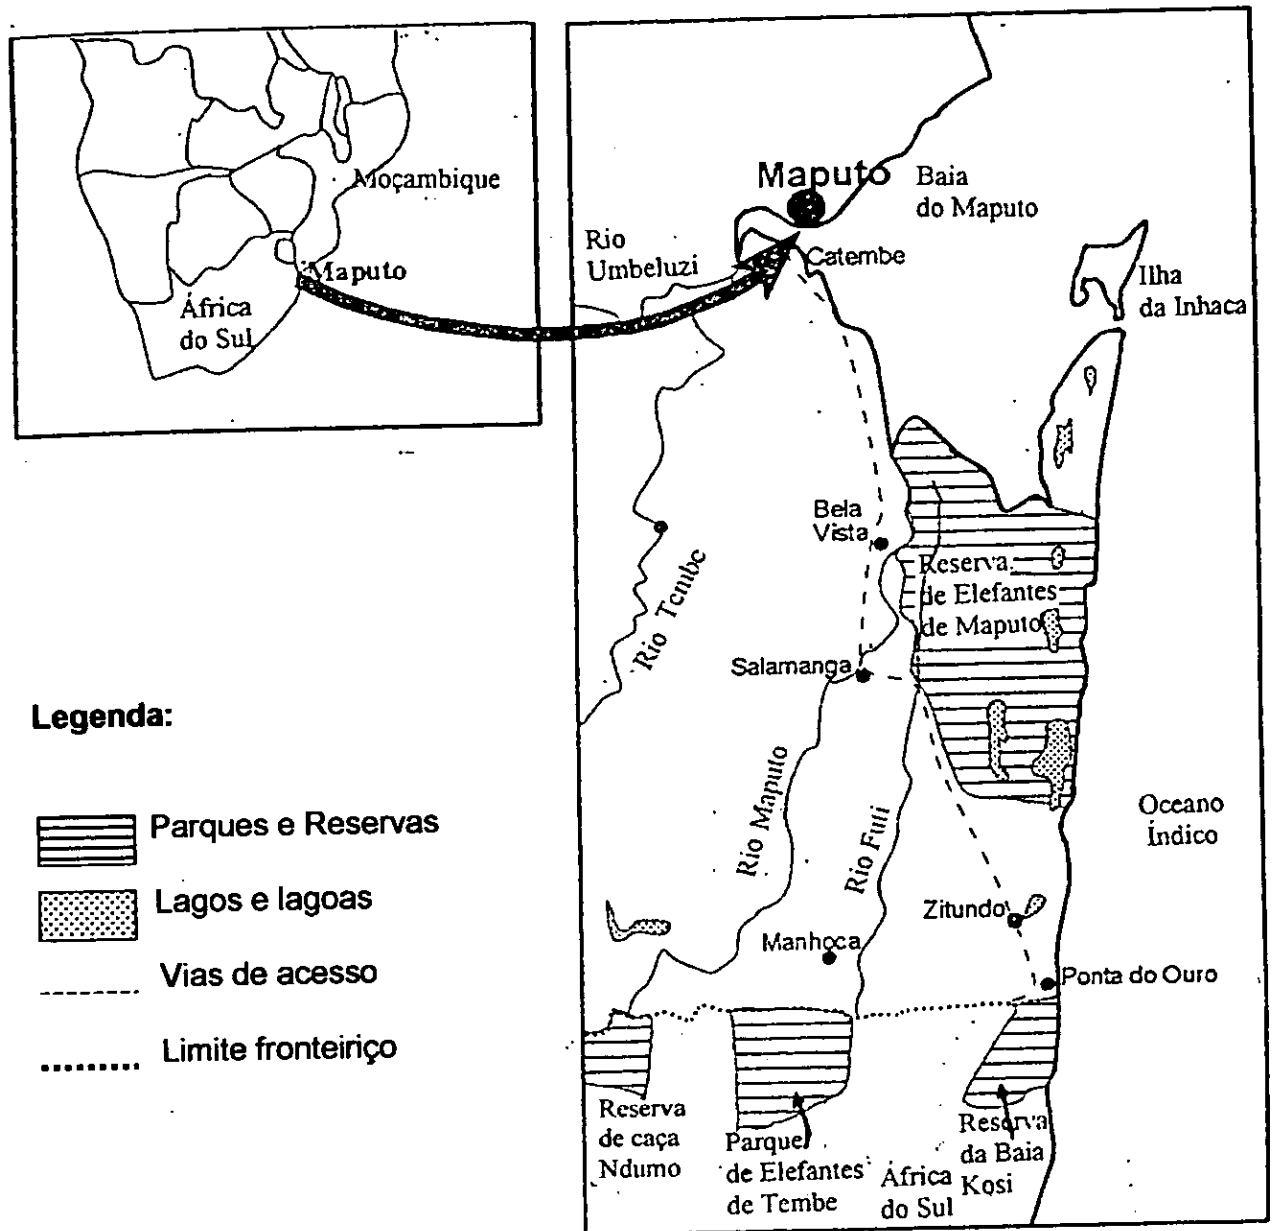 Moçambique
Maputo
África
do Sul
Maputo
Baia
do Maputo
Rio
Umbeluzi
Catembe
Ilha
da Inhaca
Bela
Vista
Reserva
de Elefantes
de Maputo
Rio Tembe
Salamanga
Rio Maputo
Rio Futi
Oceano
Índico
Zitundo
Manhoca
Ponta do Ouro
Legenda:
Parques e Reservas
Lagos e lagoas
Vias de acesso
Limite fronteiriço
Reserva
de caça
Ndumo
Parque
de Elefantes
de Tembe
África
do Sul
Reserva
da Baia
Kosi